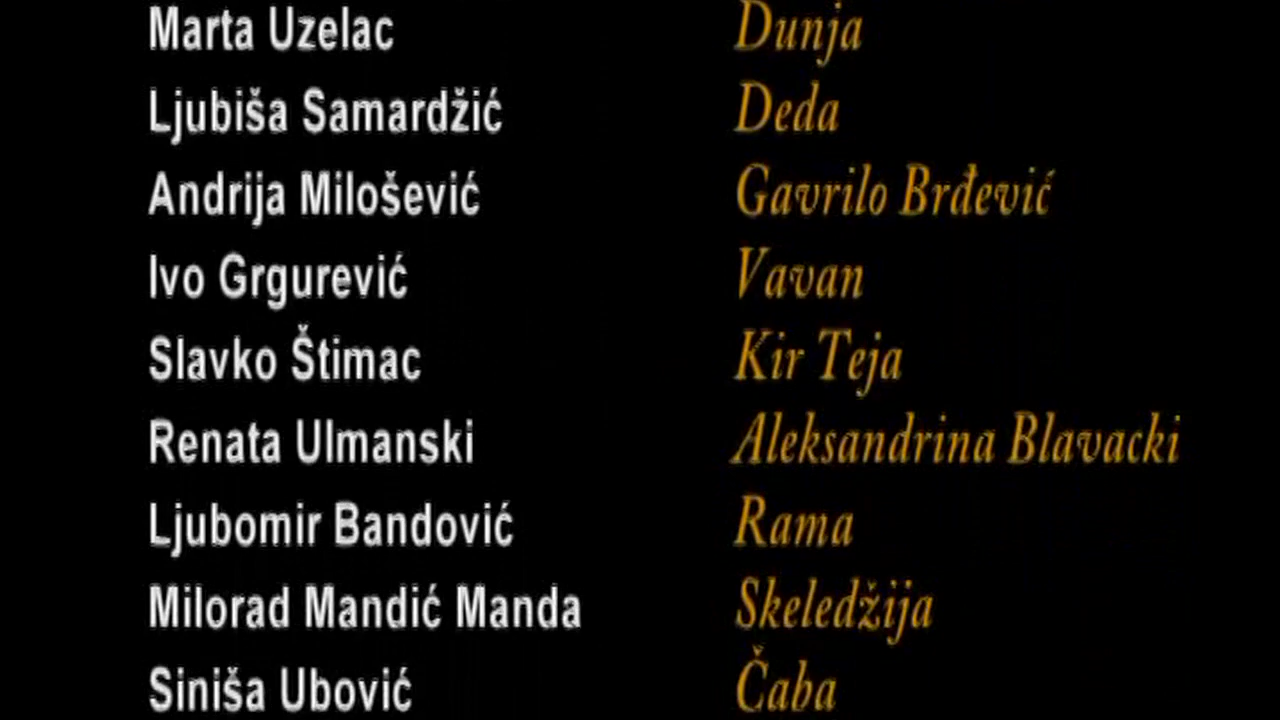 Marta Uzelac Dunja
Ljubiša Samardžić Deda
Andrija Milošević Gavrilo Brđević
Ivo Grgurević Vavan
Slavko Štimac Kir Teja
Renata Ulmanski Aleksandrina Blavacki
Ljubomir Bandović Rama
Milorad Mandić Manda Skeledžija
Siniša Ubović Čaba